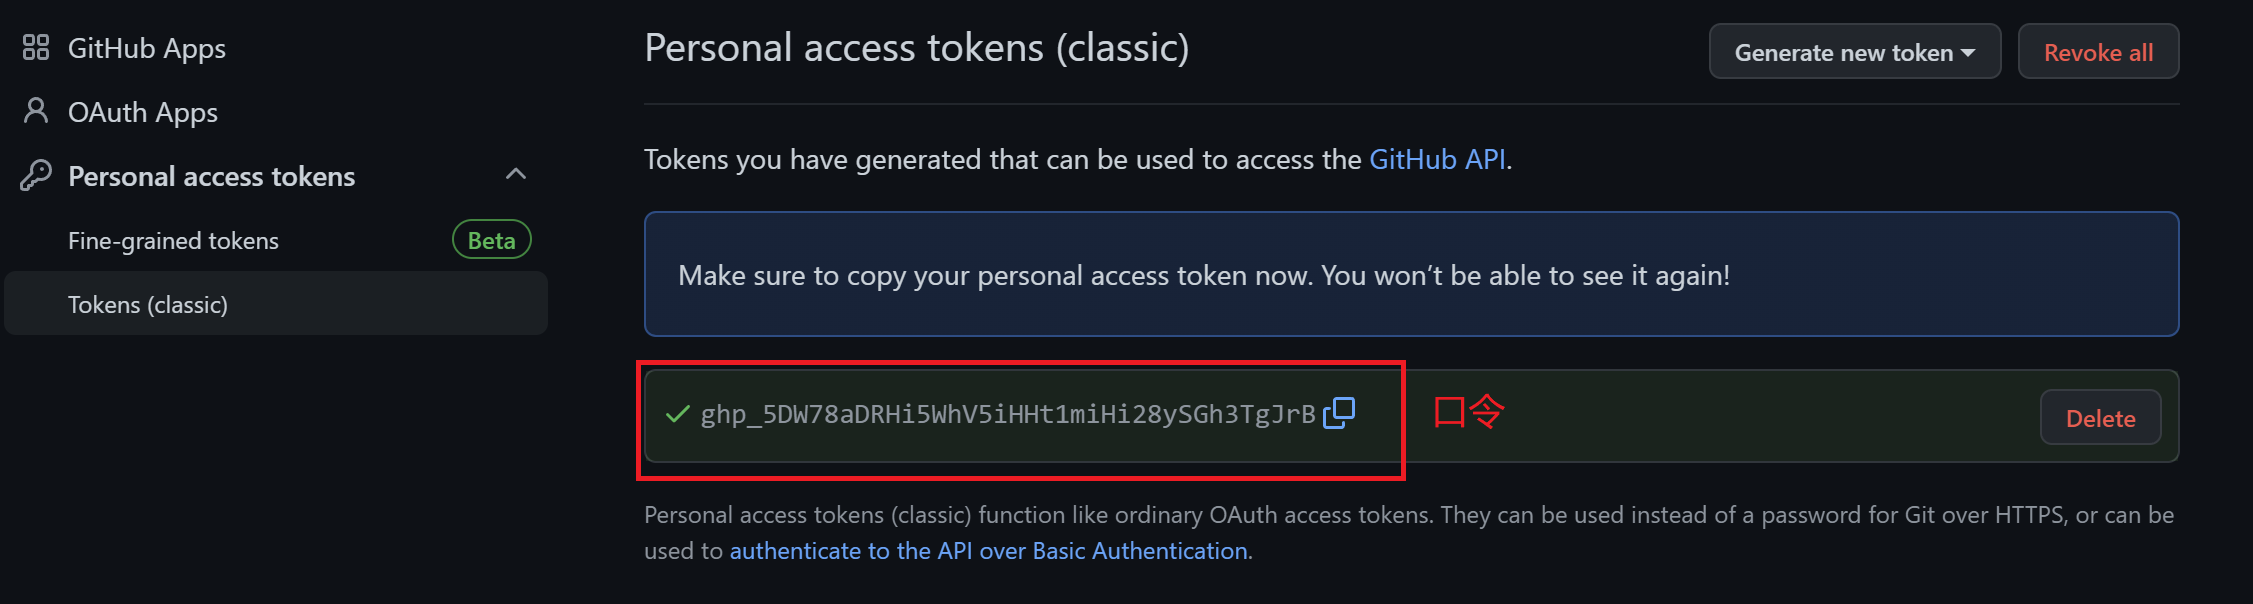 GitHub Apps
OAuth Apps
Personal access tokens
Fine-grained tokens Beta
Tokens (classic)
Personal access tokens (classic)
Generate new token
Revoke all
Tokens you have generated that can be used to access the GitHub API.
Make sure to copy your personal access token now. You won’t be able to see it again!
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 口令 Delete
Personal access tokens (classic) function like ordinary OAuth access tokens. They can be used instead of a password for Git over HTTPS, or can be
used to authenticate to the API over Basic Authentication.